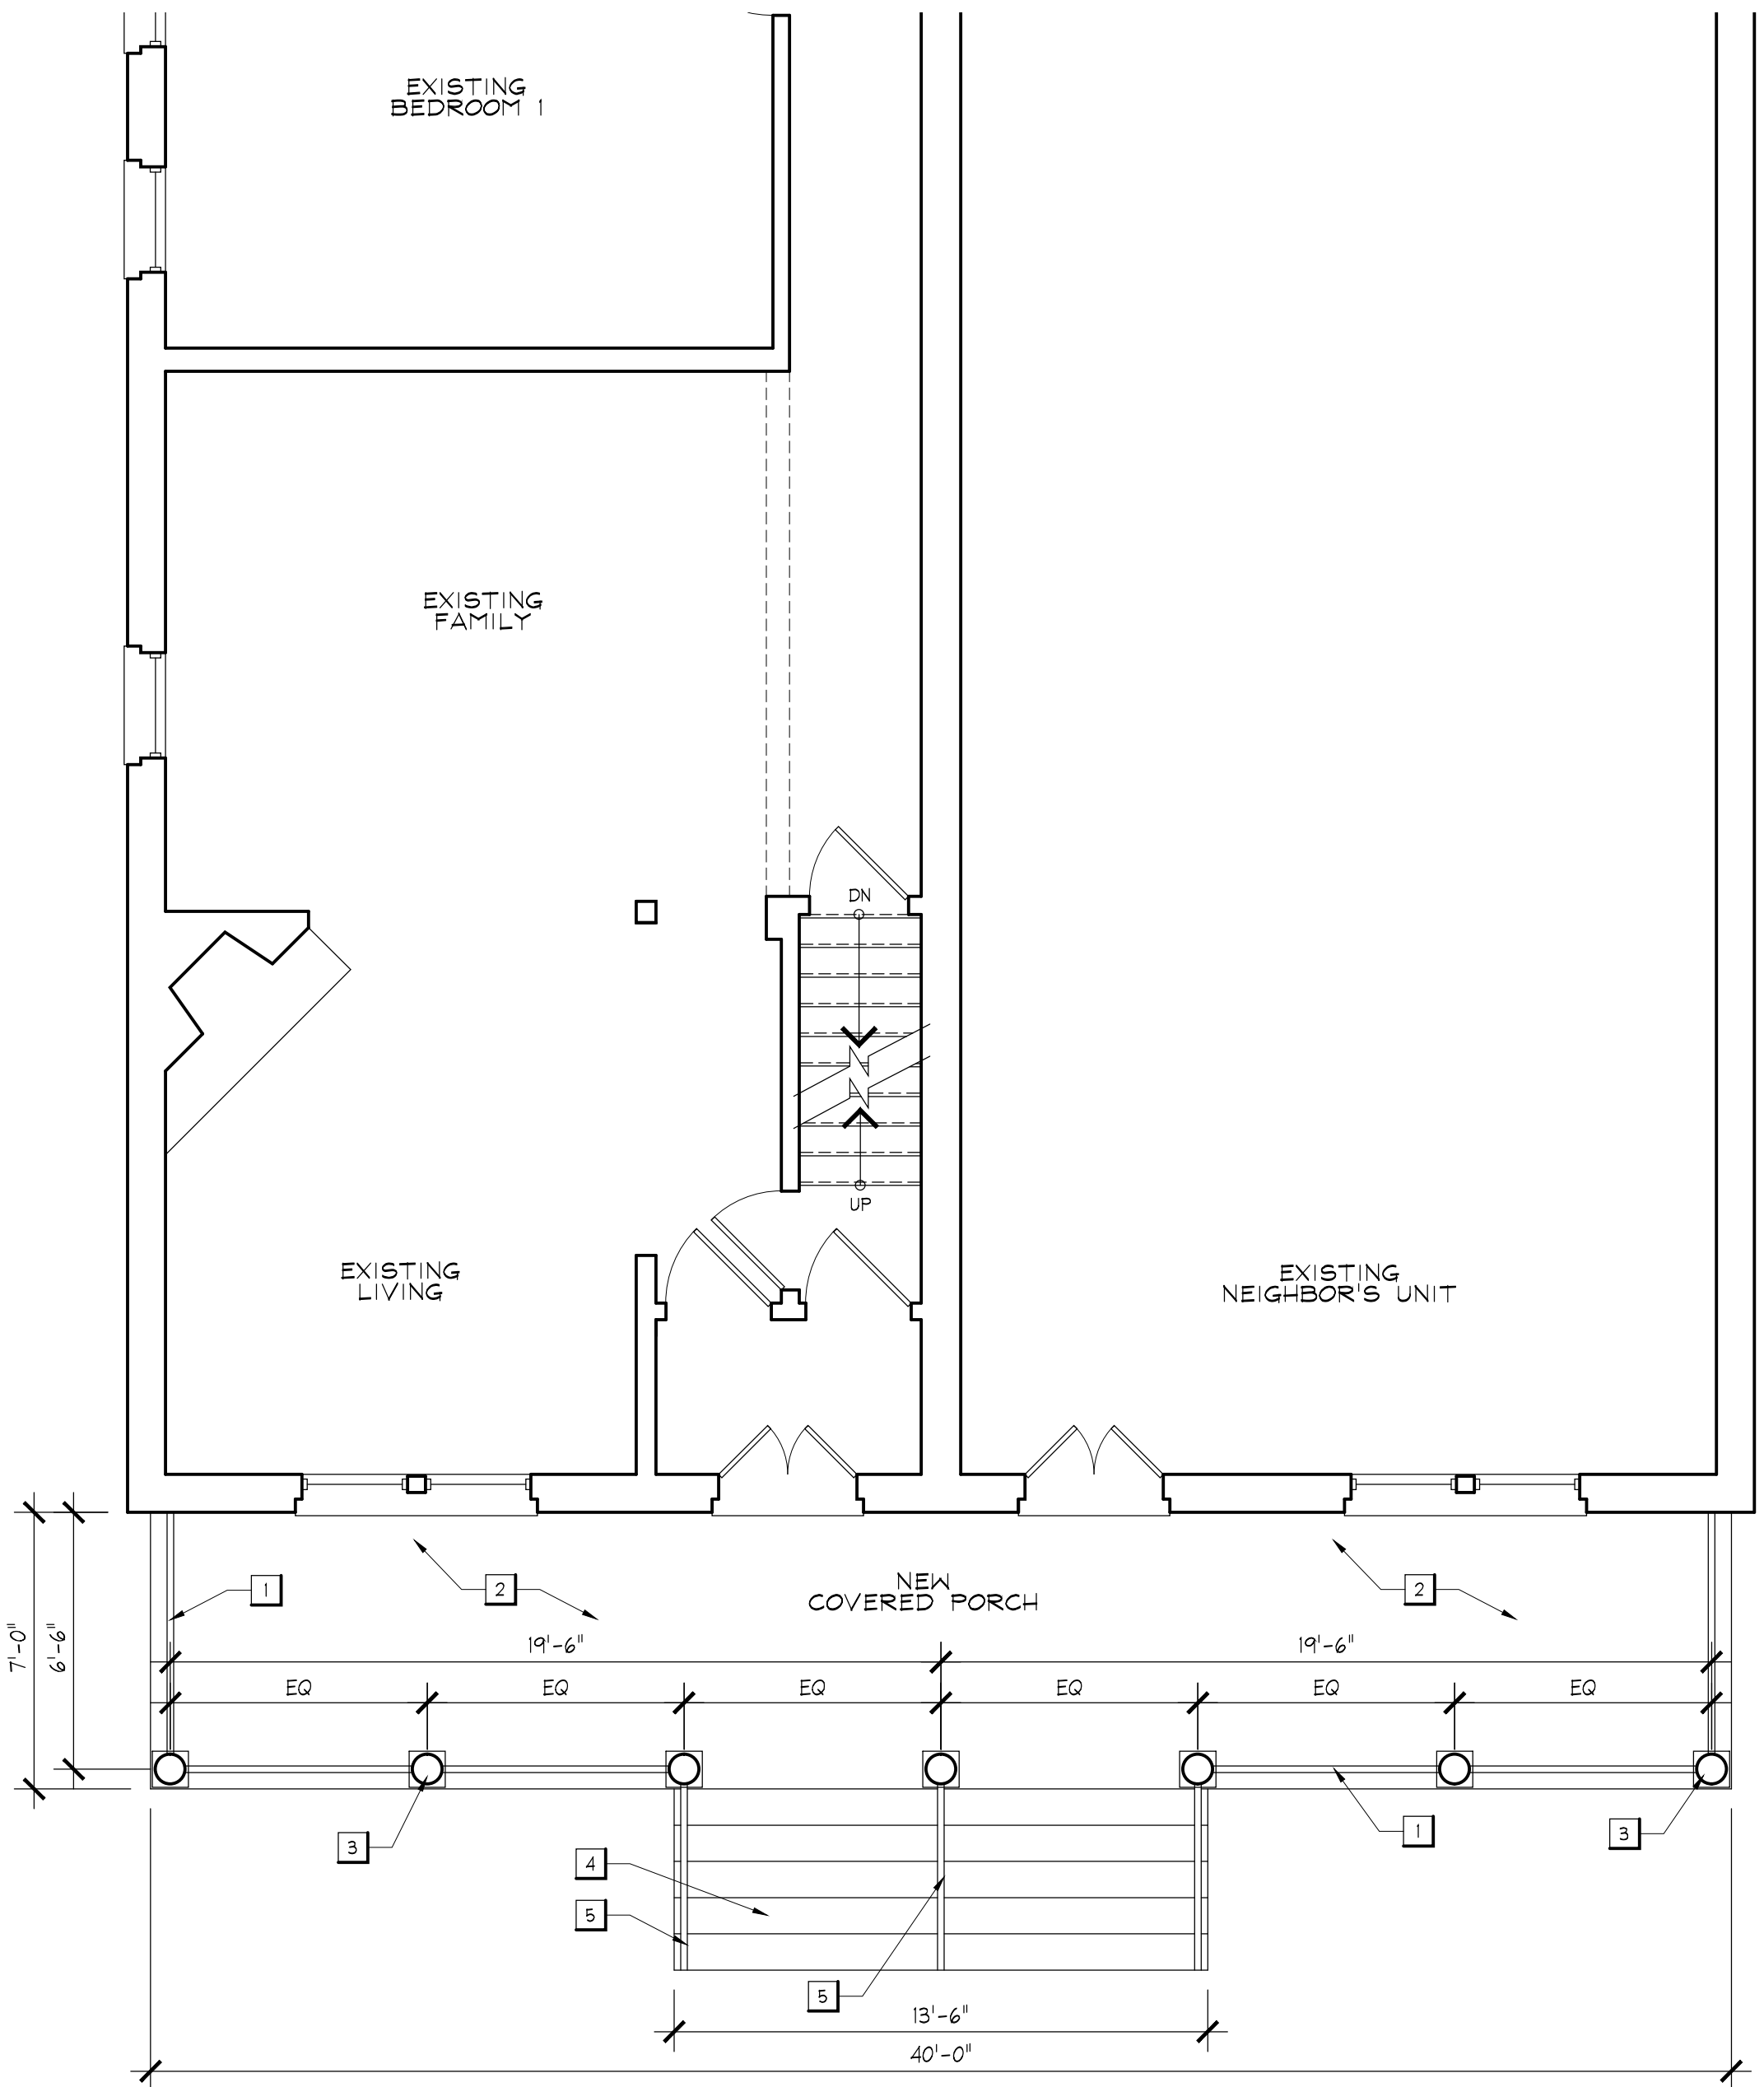 EXISTING
BEDROOM 1
EXISTING
FAMILY
DN
UP
EXISTING
LIVING
EXISTING
NEIGHBOR'S UNIT
1
2
NEW
COVERED PORCH
2
7'-0"
6'-6"
19'-6"
19'-6"
EQ
EQ
EQ
EQ
EQ
EQ
3
1
3
4
5
5
13'-6"
40'-0"